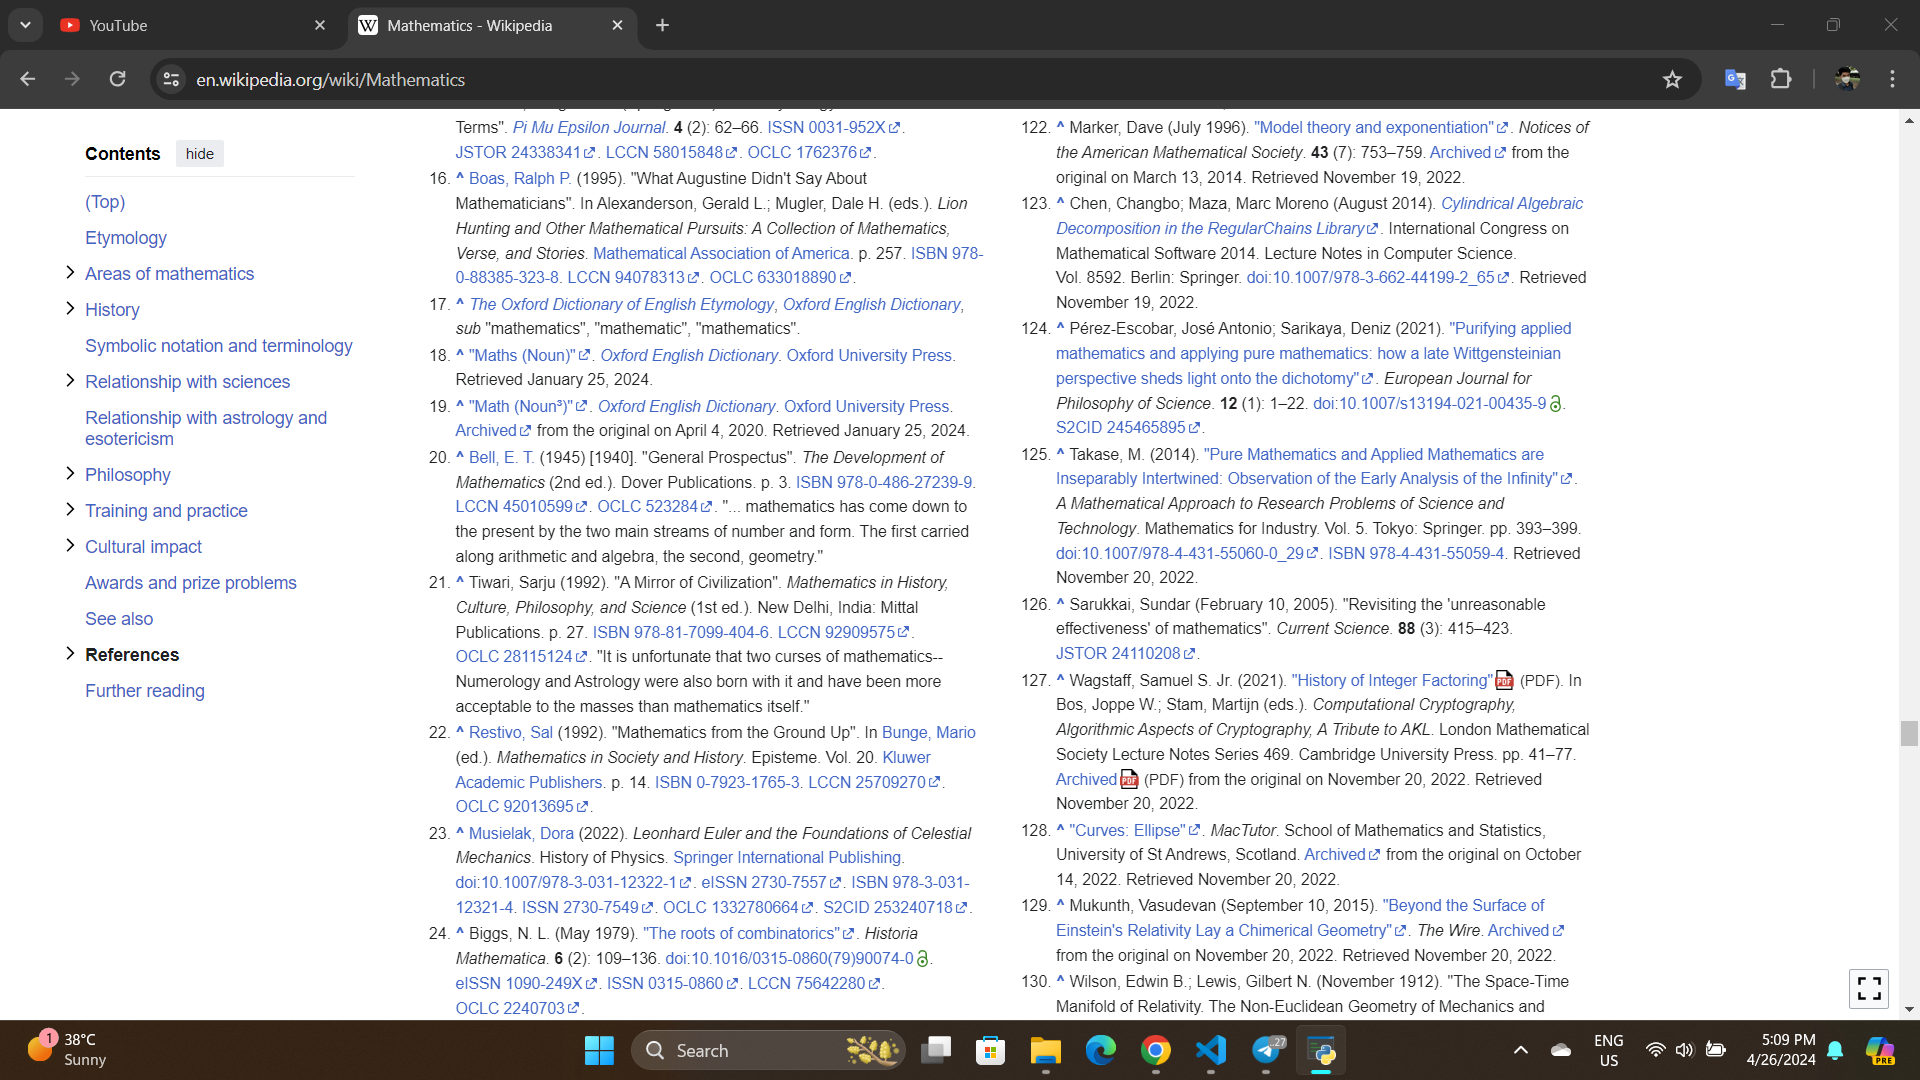 YouTube
Mathematics - Wikipedia
en.wikipedia.org/wiki/Mathematics
Contents hide
(Top)
Etymology
Areas of mathematics
History
Symbolic notation and terminology
Relationship with sciences
Relationship with astrology and
esotericism
Philosophy
Training and practice
Cultural impact
Awards and prize problems
See also
References
Further reading
Terms". Pi Mu Epsilon Journal. 4 (2): 62–66. ISSN 0031-952X.
JSTOR 24338341. LCCN 58015848. OCLC 1762376.
16. ^ Boas, Ralph P. (1995). "What Augustine Didn't Say About
Mathematicians". In Alexanderson, Gerald L.; Mugler, Dale H. (eds.). Lion
Hunting and Other Mathematical Pursuits: A Collection of Mathematics,
Verse, and Stories. Mathematical Association of America. p. 257. ISBN 978-
0-88385-323-8. LCCN 94078313. OCLC 633018890.
17. ^ The Oxford Dictionary of English Etymology, Oxford English Dictionary,
sub "mathematics", "mathematic", "mathematics".
18. ^ "Maths (Noun)". Oxford English Dictionary. Oxford University Press.
Retrieved January 25, 2024.
19. ^ "Math (Noun³)". Oxford English Dictionary. Oxford University Press.
Archived from the original on April 4, 2020. Retrieved January 25, 2024.
20. ^ Bell, E. T. (1945) [1940]. "General Prospectus". The Development of
Mathematics (2nd ed.). Dover Publications. p. 3. ISBN 978-0-486-27239-9.
LCCN 45010599. OCLC 523284. "... mathematics has come down to
the present by the two main streams of number and form. The first carried
along arithmetic and algebra, the second, geometry."
21. ^ Tiwari, Sarju (1992). "A Mirror of Civilization". Mathematics in History,
Culture, Philosophy, and Science (1st ed.). New Delhi, India: Mittal
Publications. p. 27. ISBN 978-81-7099-404-6. LCCN 92909575.
OCLC 28115124. "It is unfortunate that two curses of mathematics--
Numerology and Astrology were also born with it and have been more
acceptable to the masses than mathematics itself."
22. ^ Restivo, Sal (1992). "Mathematics from the Ground Up". In Bunge, Mario
(ed.). Mathematics in Society and History. Episteme. Vol. 20. Kluwer
Academic Publishers. p. 14. ISBN 0-7923-1765-3. LCCN 25709270.
OCLC 92013695.
23. ^ Musielak, Dora (2022). Leonhard Euler and the Foundations of Celestial
Mechanics. History of Physics. Springer International Publishing.
doi:10.1007/978-3-031-12322-1. eISSN 2730-7557. ISBN 978-3-031-
12321-4. ISSN 2730-7549. OCLC 1332780664. S2CID 253240718.
24. ^ Biggs, N. L. (May 1979). "The roots of combinatorics". Historia
Mathematica. 6 (2): 109–136. doi:10.1016/0315-0860(79)90074-0.
eISSN 1090-249X. ISSN 0315-0860. LCCN 75642280.
OCLC 2240703.
122. ^ Marker, Dave (July 1996). "Model theory and exponentiation". Notices of
the American Mathematical Society. 43 (7): 753–759. Archived from the
original on March 13, 2014. Retrieved November 19, 2022.
123. ^ Chen, Changbo; Maza, Marc Moreno (August 2014). Cylindrical Algebraic
Decomposition in the RegularChains Library. International Congress on
Mathematical Software 2014. Lecture Notes in Computer Science.
Vol. 8592. Berlin: Springer. doi:10.1007/978-3-662-44199-2_65. Retrieved
November 19, 2022.
124. ^ Pérez-Escobar, José Antonio; Sarikaya, Deniz (2021). "Purifying applied
mathematics and applying pure mathematics: how a late Wittgensteinian
perspective sheds light onto the dichotomy". European Journal for
Philosophy of Science. 12 (1): 1–22. doi:10.1007/s13194-021-00435-9.
S2CID 245465895.
125. ^ Takase, M. (2014). "Pure Mathematics and Applied Mathematics are
Inseparably Intertwined: Observation of the Early Analysis of the Infinity".
A Mathematical Approach to Research Problems of Science and
Technology. Mathematics for Industry. Vol. 5. Tokyo: Springer. pp. 393–399.
doi:10.1007/978-4-431-55060-0_29. ISBN 978-4-431-55059-4. Retrieved
November 20, 2022.
126. ^ Sarukkai, Sundar (February 10, 2005). "Revisiting the 'unreasonable
effectiveness' of mathematics". Current Science. 88 (3): 415–423.
JSTOR 24110208.
127. ^ Wagstaff, Samuel S. Jr. (2021). "History of Integer Factoring" (PDF). In
Bos, Joppe W.; Stam, Martijn (eds.). Computational Cryptography,
Algorithmic Aspects of Cryptography, A Tribute to AKL. London Mathematical
Society Lecture Notes Series 469. Cambridge University Press. pp. 41–77.
Archived (PDF) from the original on November 20, 2022. Retrieved
November 20, 2022.
128. ^ "Curves: Ellipse". MacTutor. School of Mathematics and Statistics,
University of St Andrews, Scotland. Archived from the original on October
14, 2022. Retrieved November 20, 2022.
129. ^ Mukunth, Vasudevan (September 10, 2015). "Beyond the Surface of
Einstein's Relativity Lay a Chimerical Geometry". The Wire. Archived
from the original on November 20, 2022. Retrieved November 20, 2022.
130. ^ Wilson, Edwin B.; Lewis, Gilbert N. (November 1912). "The Space-Time
Manifold of Relativity. The Non-Euclidean Geometry of Mechanics and
1
38°C
Sunny
Search
27
ENG
US
5:09 PM
4/26/2024
PRE